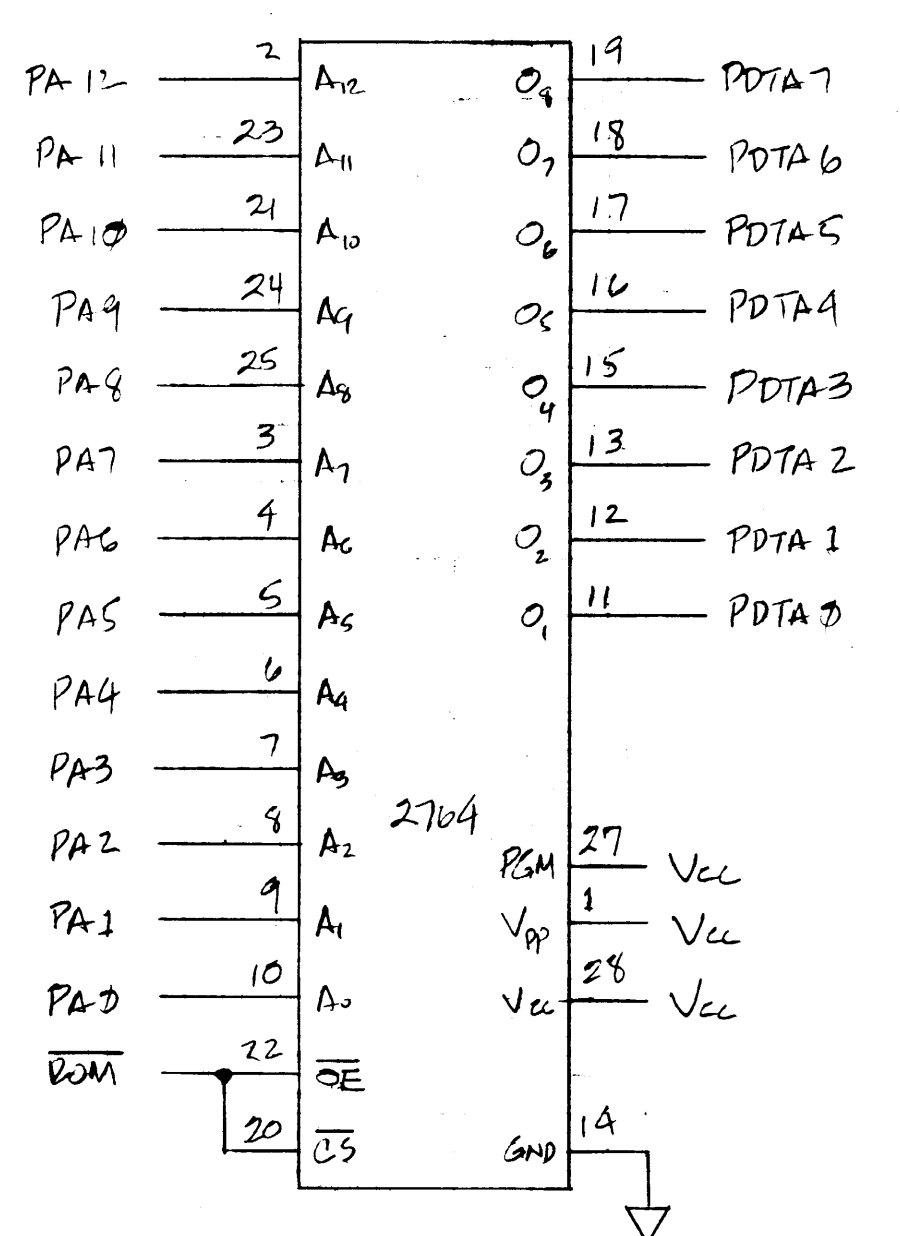 PA12 2 A12 O8 19 PDTA7
PA11 23 A11 O7 18 PDTA6
PA10 21 A10 O6 17 PDTA5
PA9 24 A9 O5 16 PDTA4
PA8 25 A8 O4 15 PDTA3
PA7 3 A7 O3 13 PDTA2
PA6 4 A6 O2 12 PDTA1
PA5 5 A5 O1 11 PDTA0
PA4 6 A4
PA3 7 A3
2764
PA2 8 A2
PGM 27 Vcc
PA1 9 A1 Vpp 1 Vcc
PA0 10 A0 Vcc 28 Vcc
ROM 22 OE
20 CS GND 14